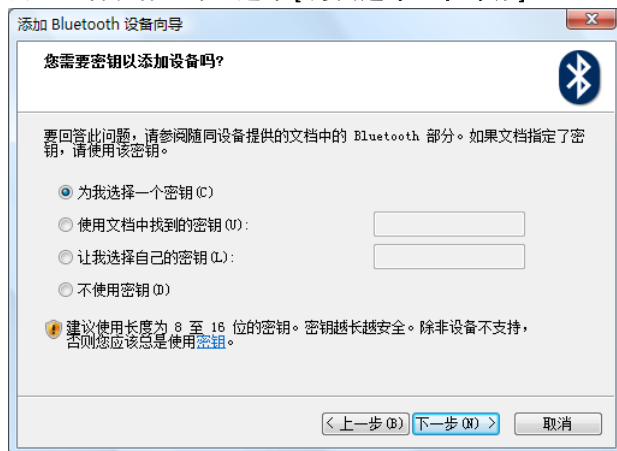 添加 Bluetooth 设备向导
您需要密钥以添加设备吗?
要回答此问题，请参阅随同设备提供的文档中的 Bluetooth 部分。如果文档指定了密
钥，请使用该密钥。
为我选择一个密钥(C)
使用文档中找到的密钥(U):
让我选择自己的密钥(L):
不使用密钥(D)
建议使用长度为 8 至 16 位的密钥。密钥越长越安全。除非设备不支持，
否则您应该总是使用密钥。
<上一步(B) 下一步(N)> 取消